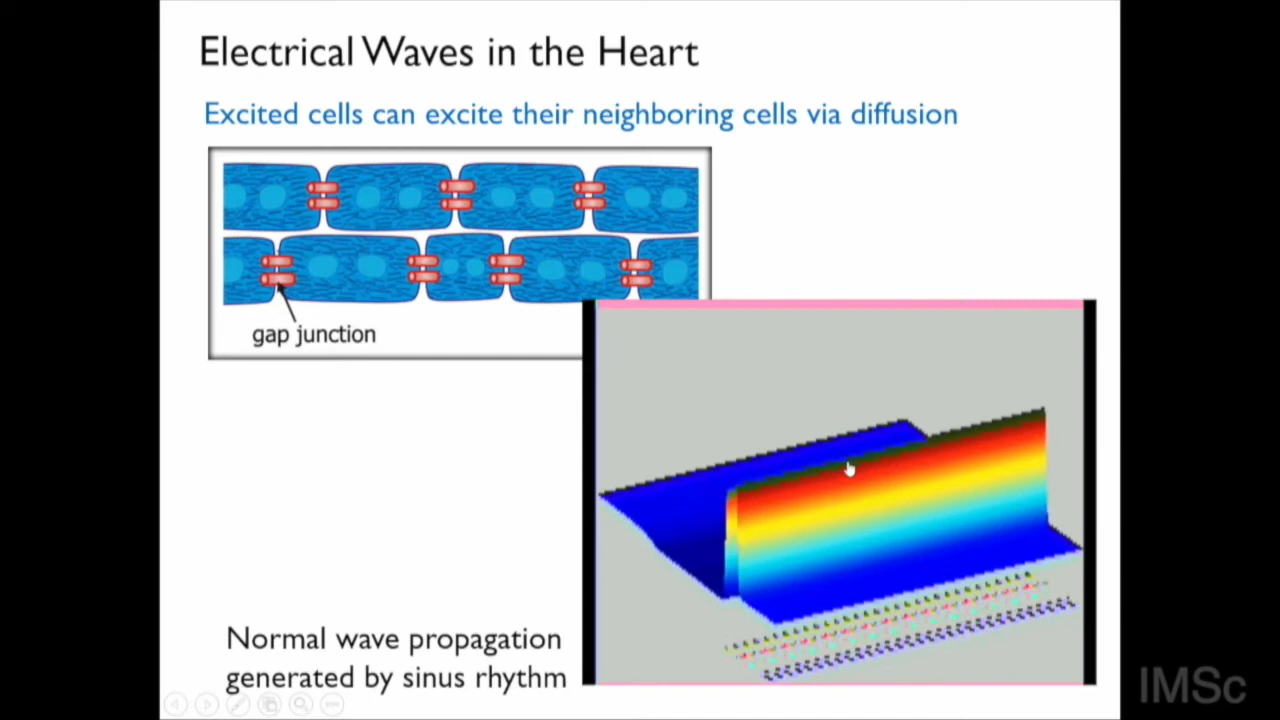 Electrical Waves in the Heart
Excited cells can excite their neighboring cells via diffusion
gap junction
Normal wave propagation
generated by sinus rhythm
IMSc